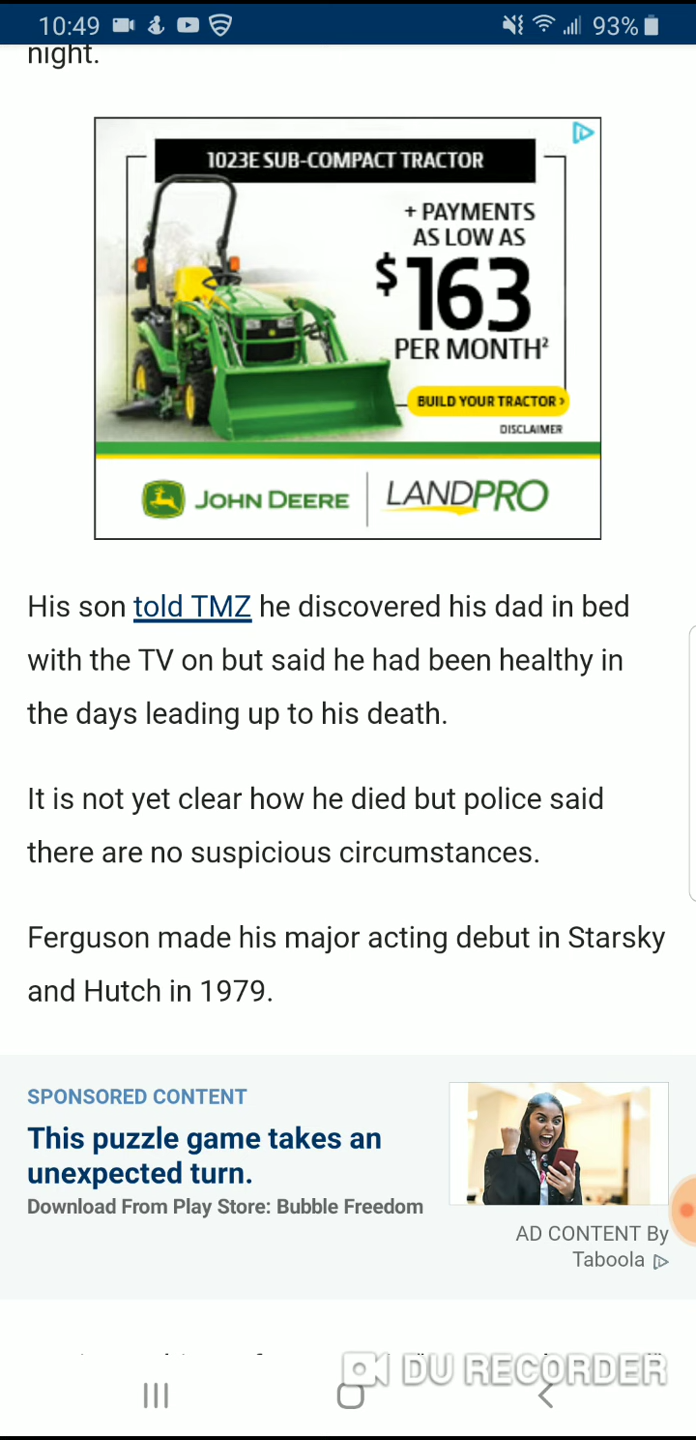 10:49 93%
night.
1023E SUB-COMPACT TRACTOR
+ PAYMENTS
AS LOW AS
$163
PER MONTH²
BUILD YOUR TRACTOR ›
DISCLAIMER
JOHN DEERE LANDPRO
His son told TMZ he discovered his dad in bed
with the TV on but said he had been healthy in
the days leading up to his death.
It is not yet clear how he died but police said
there are no suspicious circumstances.
Ferguson made his major acting debut in Starsky
and Hutch in 1979.
SPONSORED CONTENT
This puzzle game takes an
unexpected turn.
Download From Play Store: Bubble Freedom
AD CONTENT By
Taboola
DU RECORDER